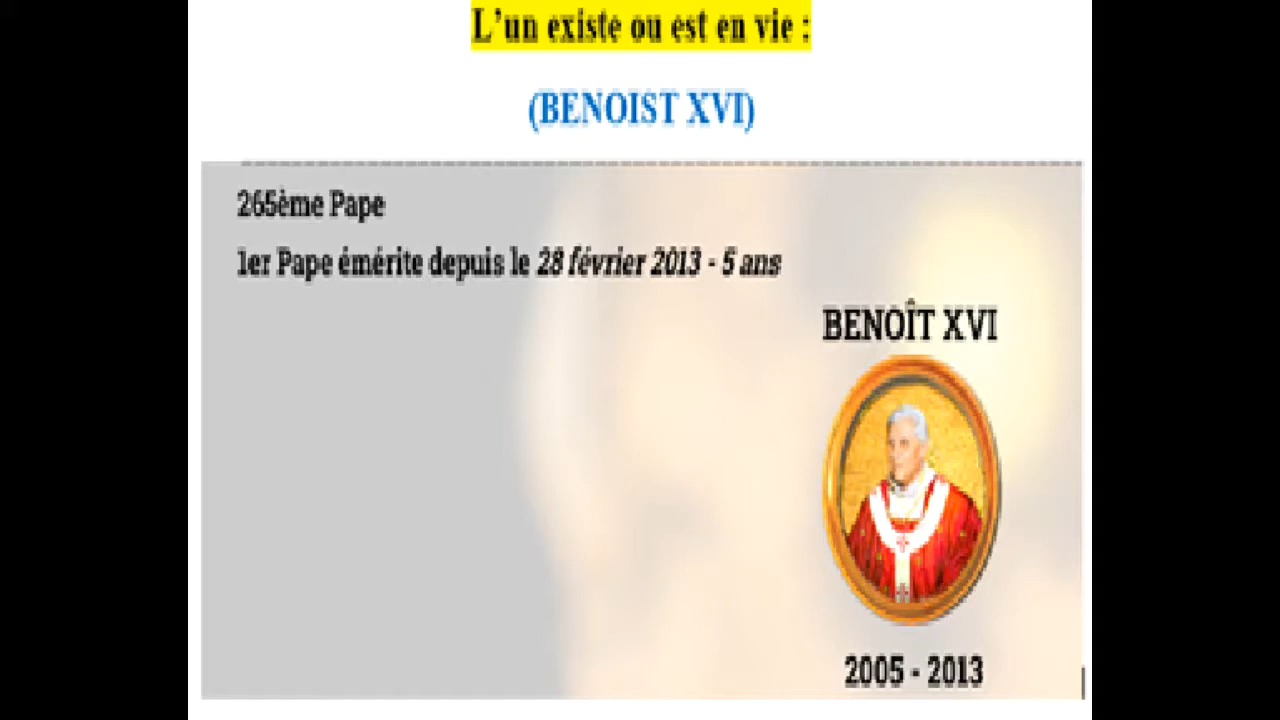 L'un existe ou est en vie :
(BENOIST XVI)
265ème Pape
1er Pape émérite depuis le 28 février 2013 - 5 ans
BENOÎT XVI
2005 - 2013